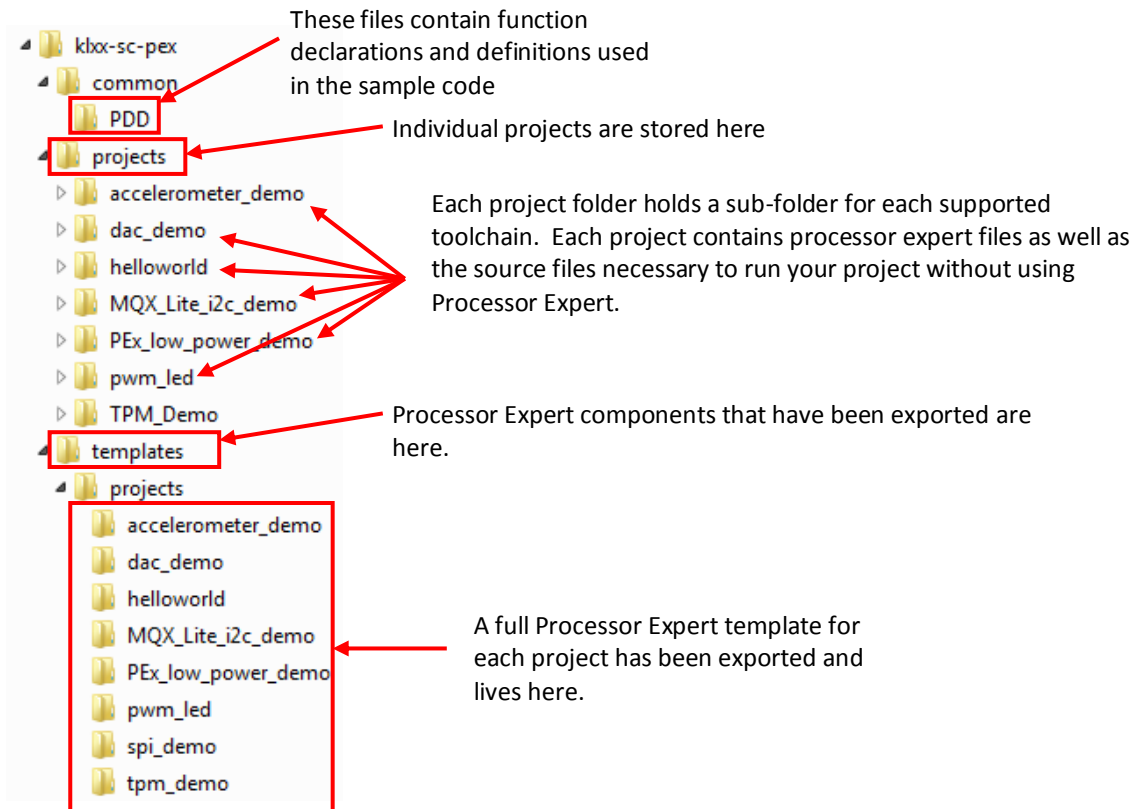 These files contain function
declarations and definitions used
in the sample code
klxx-sc-pex
common
PDD
Individual projects are stored here
projects
accelerometer_demo
dac_demo
helloworld
MQX_Lite_i2c_demo
PEx_low_power_demo
pwm_led
TPM_Demo
Each project folder holds a sub-folder for each supported
toolchain.  Each project contains processor expert files as well as
the source files necessary to run your project without using
Processor Expert.
Processor Expert components that have been exported are
here.
templates
projects
accelerometer_demo
dac_demo
helloworld
MQX_Lite_i2c_demo
PEx_low_power_demo
pwm_led
spi_demo
tpm_demo
A full Processor Expert template for
each project has been exported and
lives here.